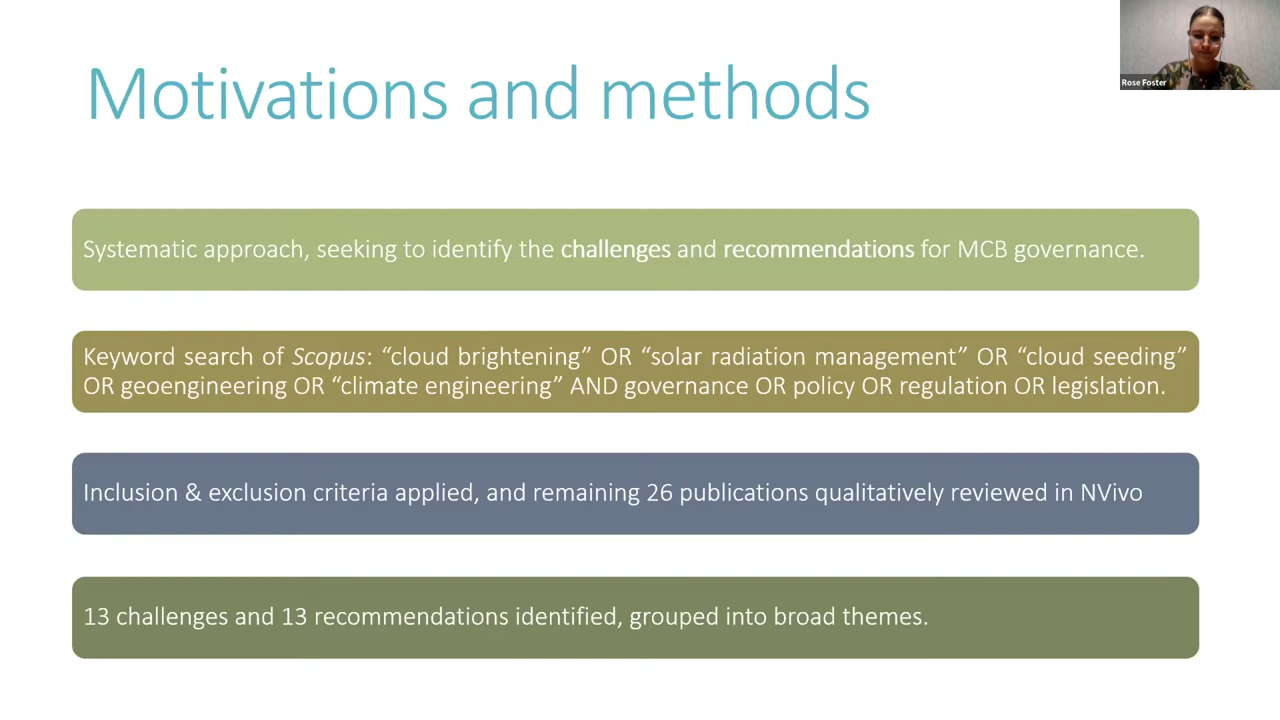 Motivations and methods
Rose Foster
Systematic approach, seeking to identify the challenges and recommendations for MCB governance.
Keyword search of Scopus: “cloud brightening” OR “solar radiation management” OR “cloud seeding”
OR geoengineering OR “climate engineering” AND governance OR policy OR regulation OR legislation.
Inclusion & exclusion criteria applied, and remaining 26 publications qualitatively reviewed in NVivo
13 challenges and 13 recommendations identified, grouped into broad themes.